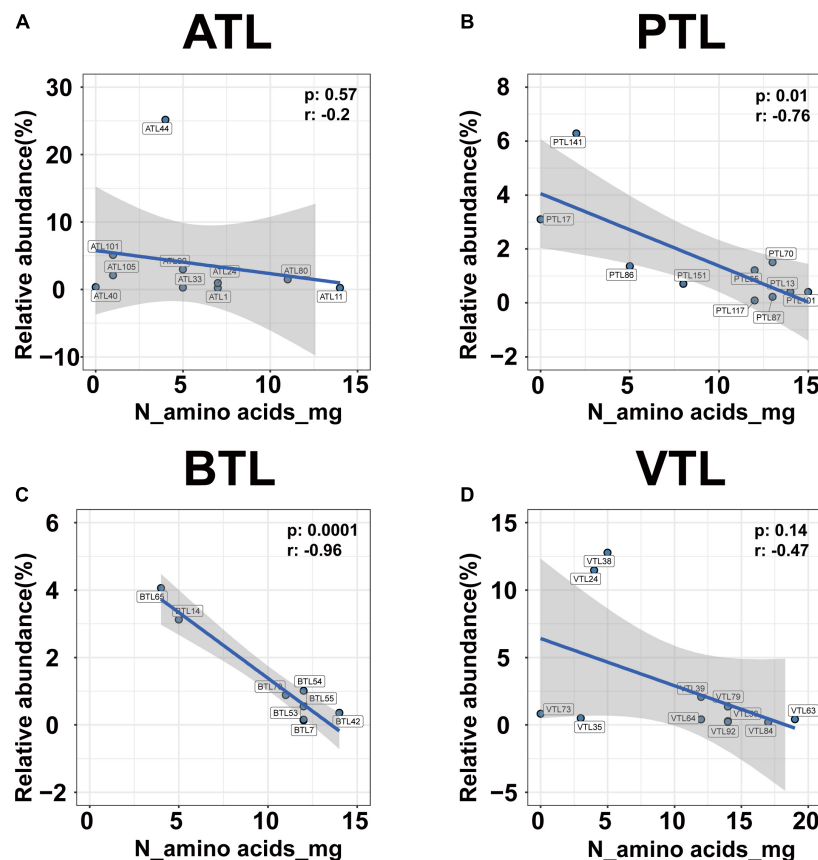 A
ATL
30
20
10
0
−10
Relative abundance(%)
p: 0.57
r: -0.2
ATL44
ATL101
ATL105
ATL40
ATL33
ATL24
ATL1
ATL80
ATL11
0 5 10 15
N_amino acids_mg
B
PTL
8
6
4
2
0
−2
Relative abundance(%)
p: 0.01
r: -0.76
PTL141
PTL17
PTL86
PTL151
PTL70
PTL13
PTL101
PTL117
PTL87
0 5 10 15
N_amino acids_mg
C
BTL
6
4
2
0
−2
Relative abundance(%)
p: 0.0001
r: -0.96
BTL65
BTL14
BTL54
BTL55
BTL53
BTL42
BTL7
0 5 10 15
N_amino acids_mg
D
VTL
15
10
5
0
−5
Relative abundance(%)
p: 0.14
r: -0.47
VTL38
VTL24
VTL73
VTL35
VTL39
VTL79
VTL64
VTL92
VTL84
VTL63
0 5 10 15 20
N_amino acids_mg